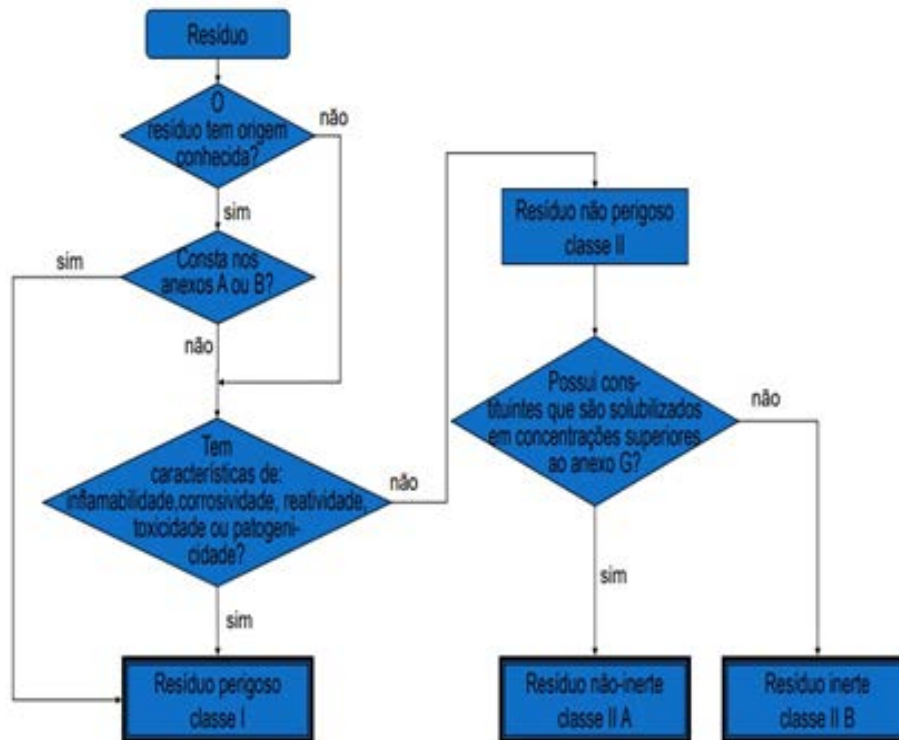 Resíduo
O
resíduo tem origem
conhecida?
não
sim
Consta nos
anexos A ou B?
sim
não
Tem
características de:
inflamabilidade,corrosividade, reatividade,
toxicidade ou patogeni-
cidade?
não
sim
Resíduo perigoso
classe I
Resíduo não perigoso
classe II
Possui cons-
tituintes que são solubilizados
em concentrações superiores
ao anexo G?
não
sim
Resíduo não-inerte
classe II A
Resíduo inerte
classe II B